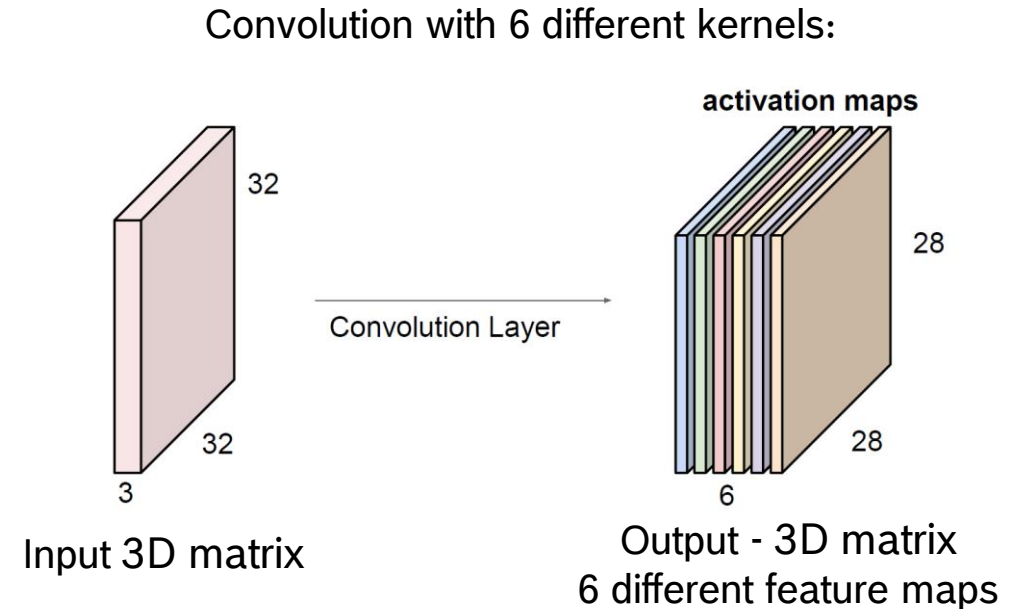 Convolution with 6 different kernels:
activation maps
32
28
Convolution Layer
32
28
3
6
Input 3D matrix
Output - 3D matrix
6 different feature maps